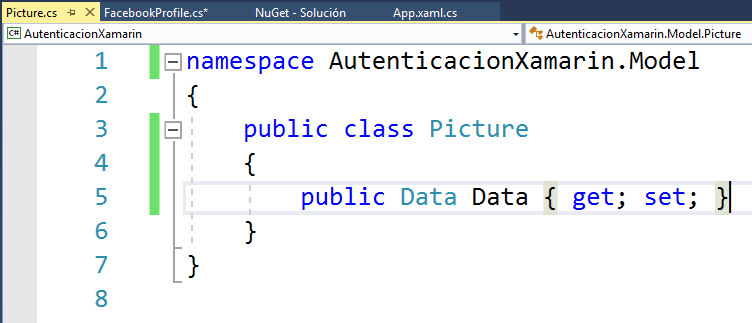 Picture.cs FacebookProfile.cs* NuGet - Solución App.xaml.cs
C# AutenticacionXamarin AutenticacionXamarin.Model.Picture
1 namespace AutenticacionXamarin.Model
2 {
3 public class Picture
4 {
5 public Data Data { get; set; }
6 }
7 }
8